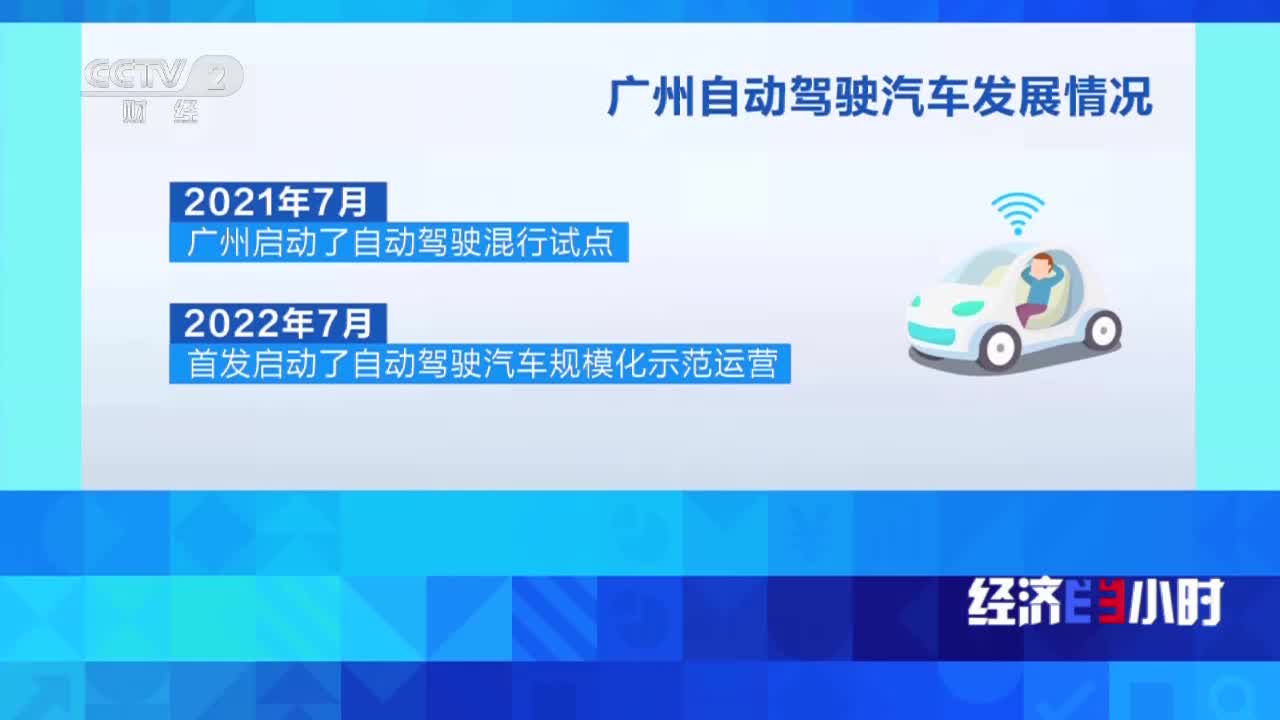 CCTV 2
财经
广州自动驾驶汽车发展情况
2021年7月
广州启动了自动驾驶混行试点
2022年7月
首发启动了自动驾驶汽车规模化示范运营
经济半小时